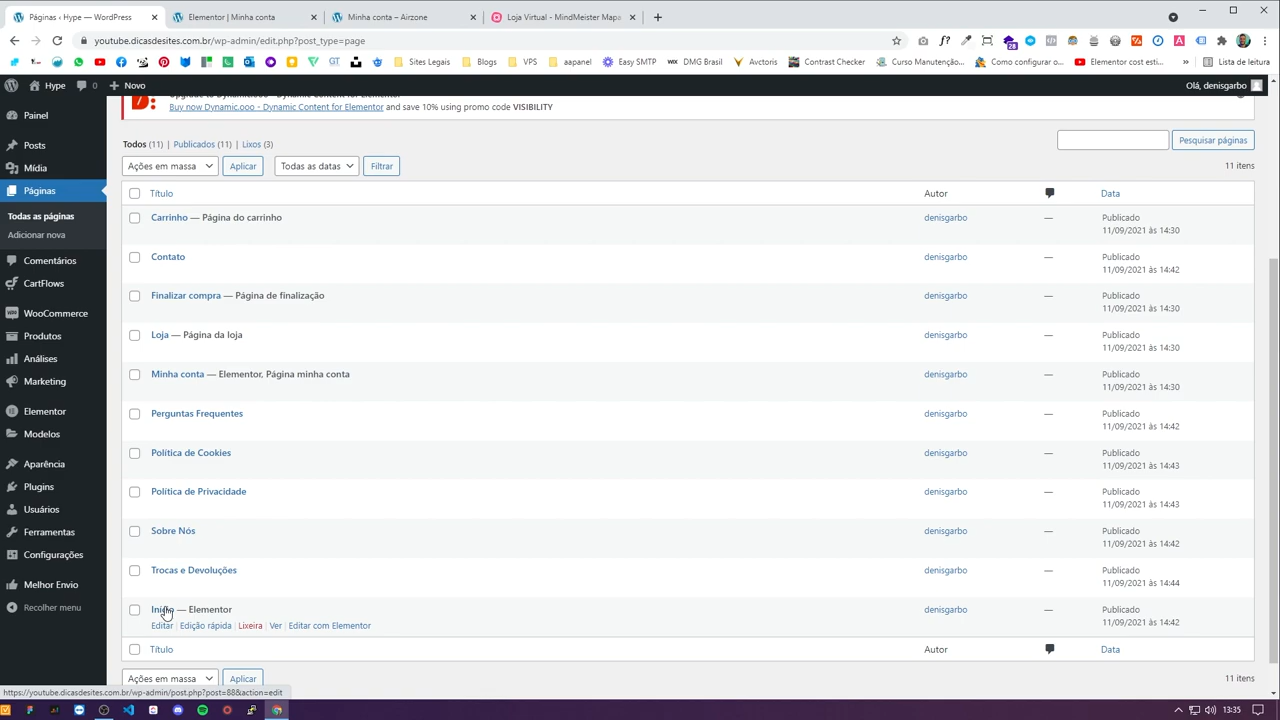 Páginas ‹ Hype — WordPress
Elementor | Minha conta
Minha conta – Airzone
Loja Virtual - MindMeister Mapa
youtube.dicasdesites.com.br/wp-admin/edit.php?post_type=page
28
Sites Legais
Blogs
VPS
aapanel
Easy SMTP
WIX DMG Brasil
Avctoris
Contrast Checker
Curso Manutenção...
Como configurar o...
Elementor cost esti...
»
Lista de leitura
Hype
0
Novo
Olá, denisgarbo
Buy now Dynamic.ooo - Dynamic Content for Elementor and save 10% using promo code VISIBILITY
Painel
Posts
Mídia
Páginas
Todas as páginas
Adicionar nova
Comentários
CartFlows
WooCommerce
Produtos
Análises
Marketing
Elementor
Modelos
Aparência
Plugins
Usuários
Ferramentas
Configurações
Melhor Envio
Recolher menu
Todos (11) | Publicados (11) | Lixos (3)
Pesquisar páginas
Ações em massa
Aplicar
Todas as datas
Filtrar
11 itens
Título
Autor
Data
Carrinho — Página do carrinho
denisgarbo
—
Publicado
11/09/2021 às 14:30
Contato
denisgarbo
—
Publicado
11/09/2021 às 14:42
Finalizar compra — Página de finalização
denisgarbo
—
Publicado
11/09/2021 às 14:30
Loja — Página da loja
denisgarbo
—
Publicado
11/09/2021 às 14:30
Minha conta — Elementor, Página minha conta
denisgarbo
—
Publicado
11/09/2021 às 14:30
Perguntas Frequentes
denisgarbo
—
Publicado
11/09/2021 às 14:42
Política de Cookies
denisgarbo
—
Publicado
11/09/2021 às 14:43
Política de Privacidade
denisgarbo
—
Publicado
11/09/2021 às 14:43
Sobre Nós
denisgarbo
—
Publicado
11/09/2021 às 14:42
Trocas e Devoluções
denisgarbo
—
Publicado
11/09/2021 às 14:44
Início — Elementor
denisgarbo
—
Publicado
11/09/2021 às 14:42
Editar | Edição rápida | Lixeira | Ver | Editar com Elementor
Título
Autor
Data
Ações em massa
Aplicar
11 itens
https://youtube.dicasdesites.com.br/wp-admin/post.php?post=88&action=edit
13:35